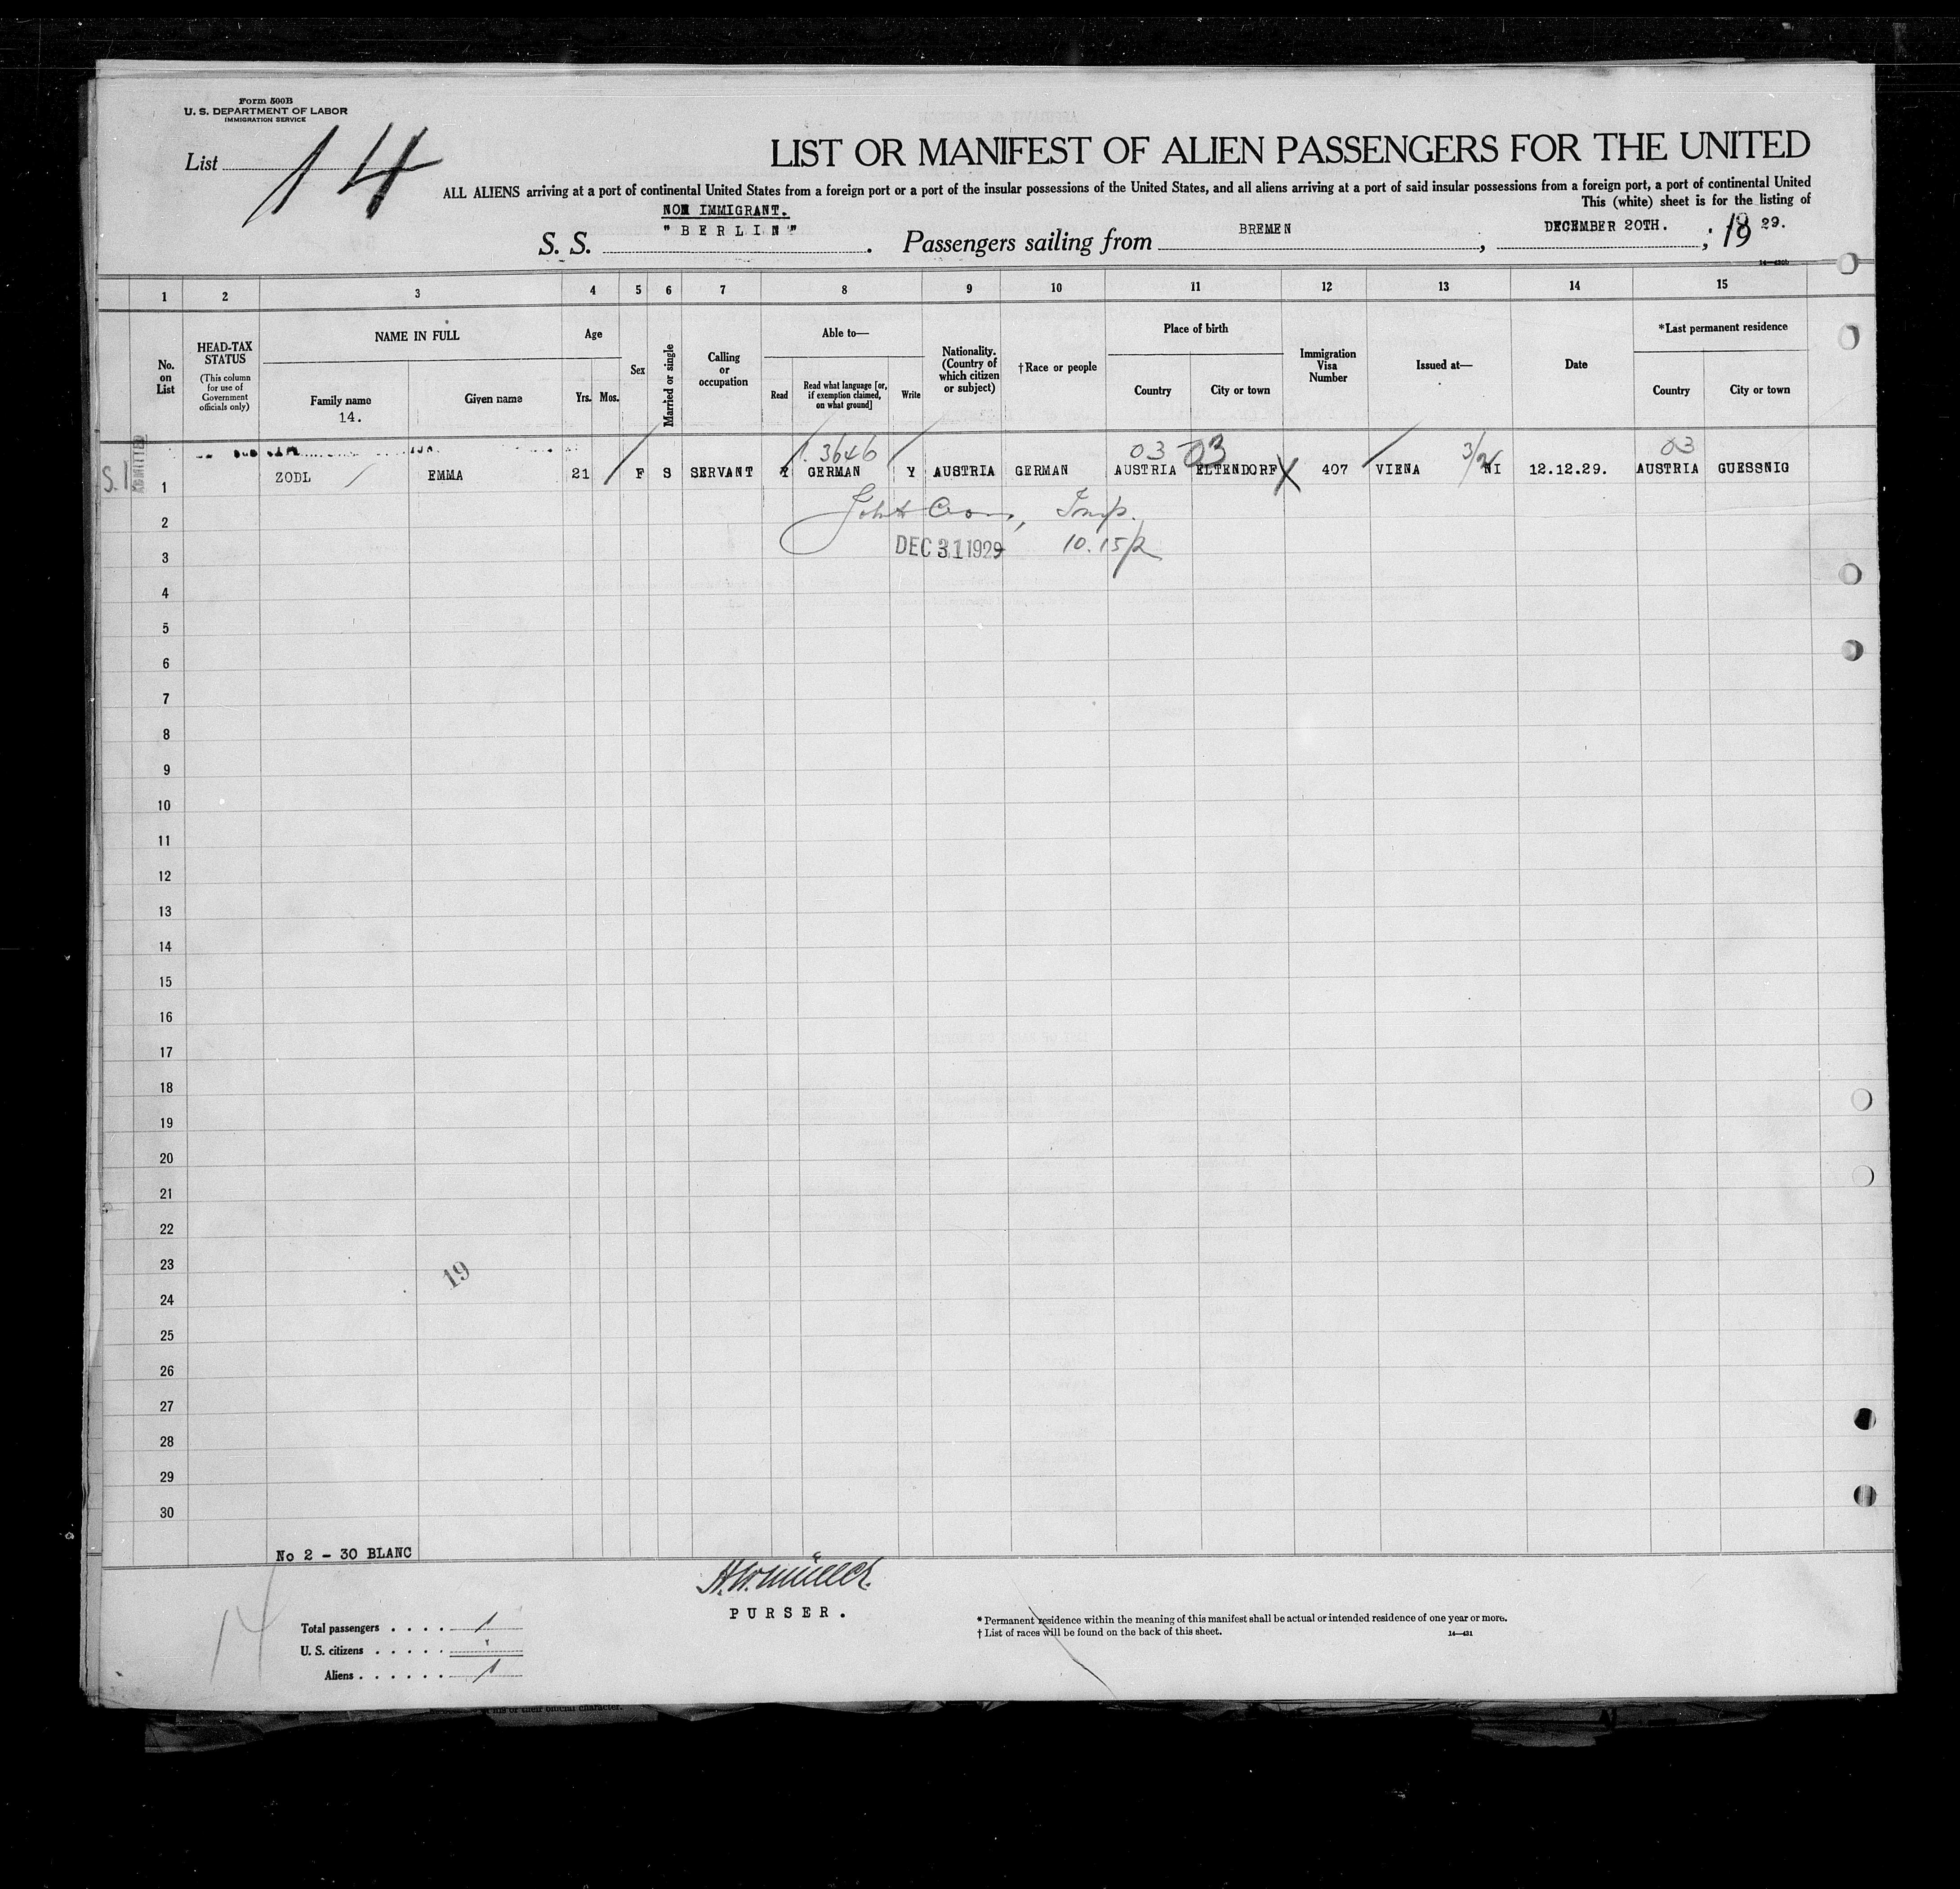 Form 500B
U. S. DEPARTMENT OF LABOR
IMMIGRATION SERVICE
List 14
LIST OR MANIFEST OF ALIEN PASSENGERS FOR THE UNITED
ALL ALIENS arriving at a port of continental United States from a foreign port or a port of the insular possessions of the United States, and all aliens arriving at a port of said insular possessions from a foreign port, a port of continental United
This (white) sheet is for the listing of
NON IMMIGRANT.
S. S. "BERLIN". Passengers sailing from BREMEN, DECEMBER 20TH., 19 29.
1 2 3 4 5 6 7 8 9 10 11 12 13 14 15
No. on List
HEAD-TAX STATUS (This column for use of Government officials only)
NAME IN FULL
Family name
14.
Given name
Age
Yrs. Mos.
Sex
Married or single
Calling or occupation
Able to—
Read
Read what language [or, if exemption claimed, on what ground]
Write
Nationality. (Country of which citizen or subject)
†Race or people
Place of birth
Country
City or town
Immigration Visa Number
Issued at—
Date
*Last permanent residence
Country
City or town
3646 03 03 03
S.I ADMITTED 1 ZODL EMMA 21 F S SERVANT Y GERMAN Y AUSTRIA GERMAN AUSTRIA ELTENDORF 407 VIENA NI 12.12.29. AUSTRIA GUESSNIG
2
Insp.
3
DEC 31 1929 10.15
4
5
6
7
8
9
10
11
12
13
14
15
16
17
18
19
20
21
22
23
19
24
25
26
27
28
29
30
No 2 - 30 BLANC
PURSER.
14
Total passengers . . . . 1
U. S. citizens . . . . .
Aliens . . . . . . 1
* Permanent residence within the meaning of this manifest shall be actual or intended residence of one year or more.
† List of races will be found on the back of this sheet.
14—431